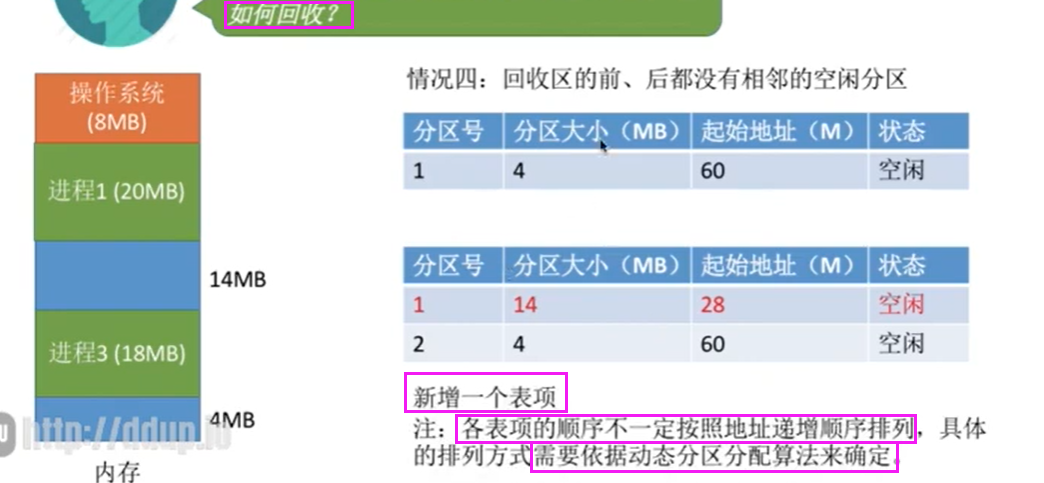 如何回收？
操作系统
(8MB)
进程1 (20MB)
14MB
进程3 (18MB)
4MB
http://ddup.io
内存
情况四：回收区的前、后都没有相邻的空闲分区
分区号 分区大小（MB） 起始地址（M） 状态
1 4 60 空闲
分区号 分区大小（MB） 起始地址（M） 状态
1 14 28 空闲
2 4 60 空闲
新增一个表项
注：各表项的顺序不一定按照地址递增顺序排列，具体
的排列方式需要依据动态分区分配算法来确定。